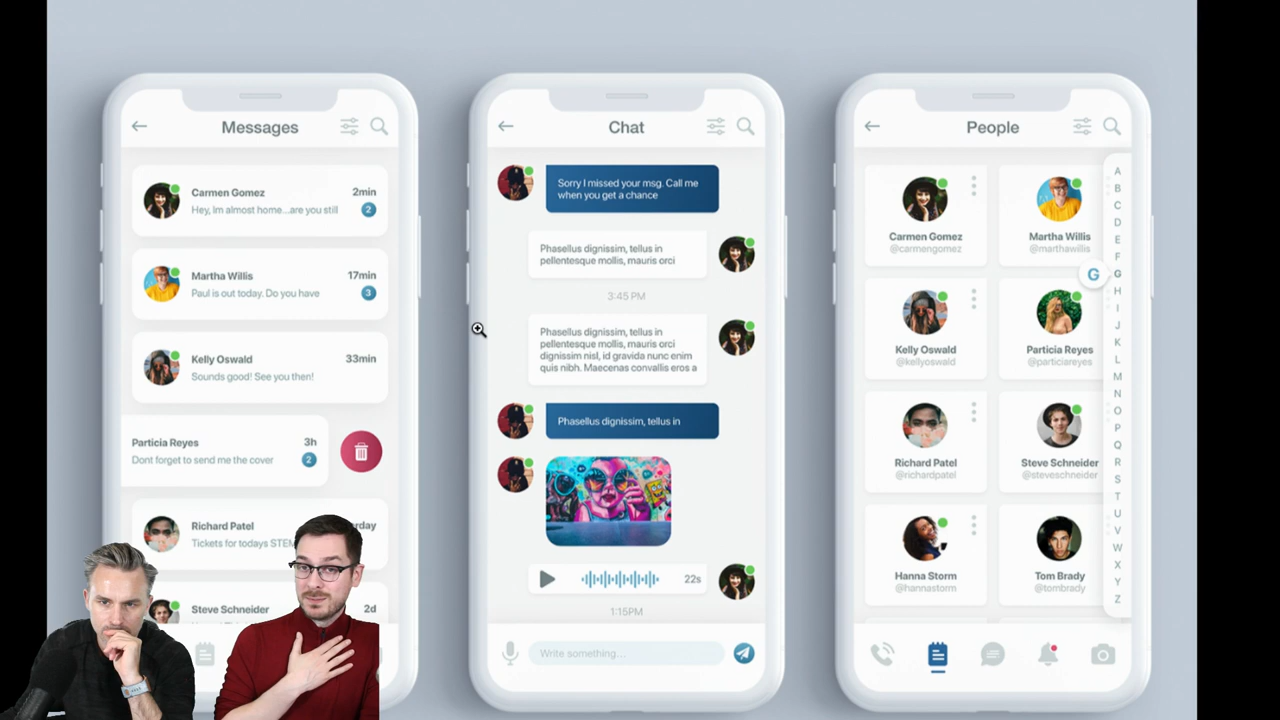 Messages
Carmen Gomez
2min
Hey, Im almost home...are you still
2
Martha Willis
17min
Paul is out today. Do you have
3
Kelly Oswald
33min
Sounds good! See you then!
Particia Reyes
3h
Dont forget to send me the cover
2
Richard Patel
rday
Tickets for todays STEM
Steve Schneider
2d
Chat
Sorry I missed your msg. Call me
when you get a chance
Phasellus dignissim, tellus in
pellentesque mollis, mauris orci
3:45 PM
Phasellus dignissim, tellus in
pellentesque mollis, mauris orci
dignissim nisl, id gravida nunc enim
quis nibh. Maecenas convallis eros a
Phasellus dignissim, tellus in
22s
1:15PM
Write something...
People
Carmen Gomez
@carmengomez
Martha Willis
@marthawillis
Kelly Oswald
@kellyoswald
Particia Reyes
@particiareyes
Richard Patel
@richardpatel
Steve Schneider
@steveschneider
Hanna Storm
@hannastorm
Tom Brady
@tombrady
G
A
B
C
D
E
F
G
H
I
J
K
L
M
N
O
P
Q
R
S
T
U
V
W
X
Y
Z